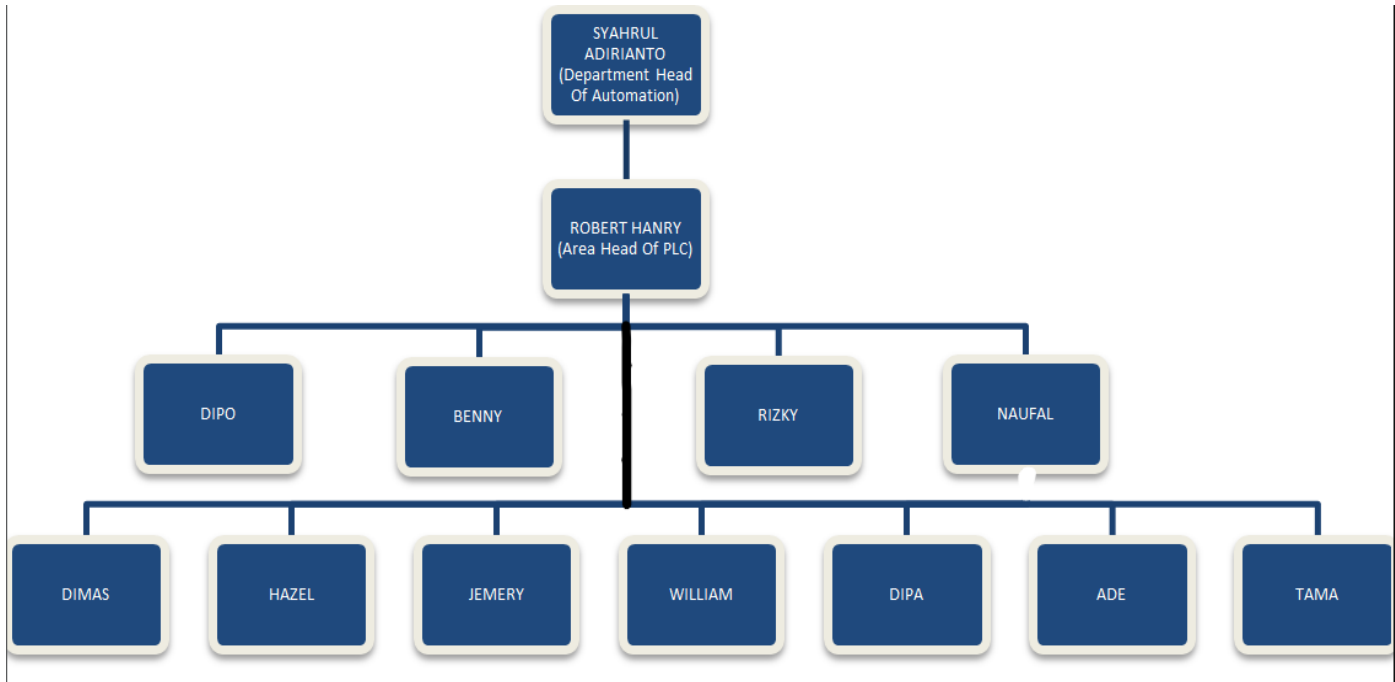 SYAHRUL
ADIRIANTO
(Department Head
Of Automation)
ROBERT HANRY
(Area Head Of PLC)
DIPO
BENNY
RIZKY
NAUFAL
DIMAS
HAZEL
JEMERY
WILLIAM
DIPA
ADE
TAMA